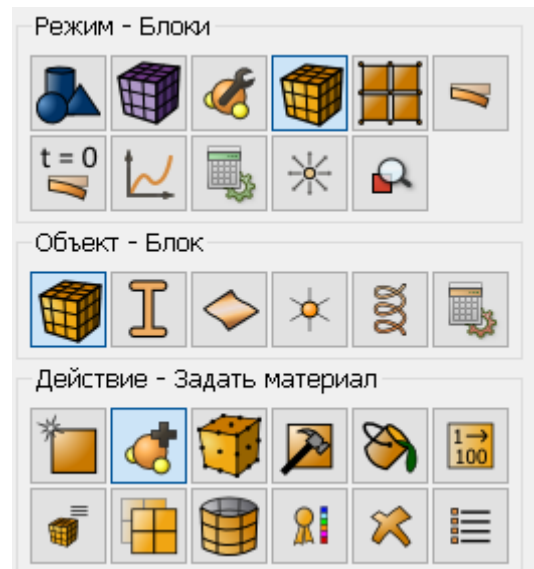 Режим - Блоки
t = 0
Объект - Блок
Действие - Задать материал
1→
100